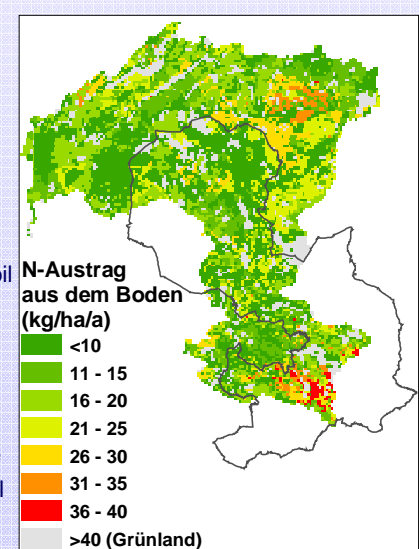 N-Austrag
aus dem Boden
(kg/ha/a)
<10
11 - 15
16 - 20
21 - 25
26 - 30
31 - 35
36 - 40
>40 (Grünland)